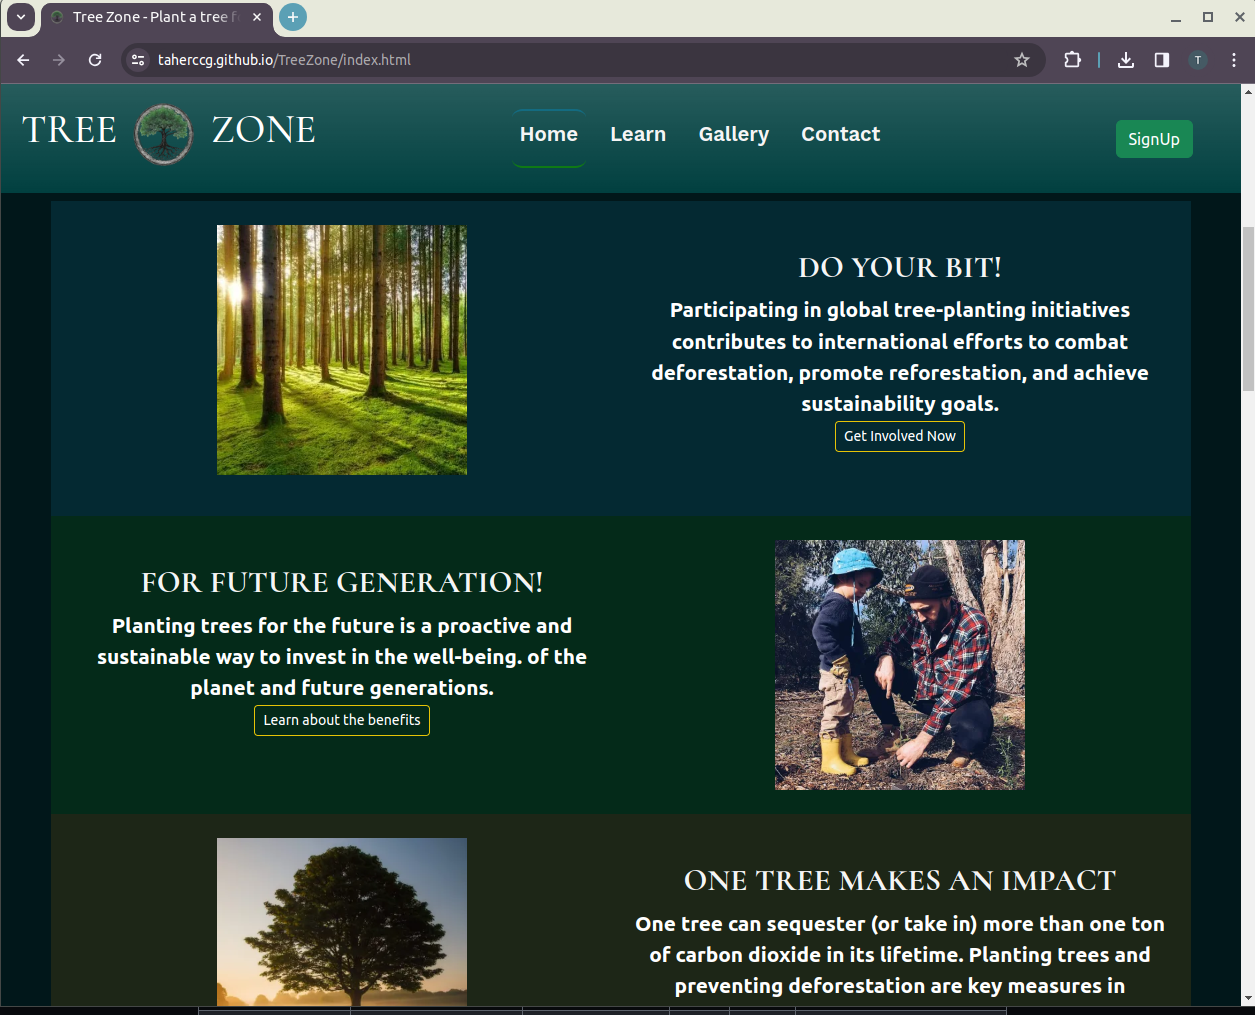 Tree Zone - Plant a tree f
taherccg.github.io/TreeZone/index.html
T
TREE ZONE
Home Learn Gallery Contact
SignUp
DO YOUR BIT!
Participating in global tree-planting initiatives
contributes to international efforts to combat
deforestation, promote reforestation, and achieve
sustainability goals.
Get Involved Now
FOR FUTURE GENERATION!
Planting trees for the future is a proactive and
sustainable way to invest in the well-being. of the
planet and future generations.
Learn about the benefits
ONE TREE MAKES AN IMPACT
One tree can sequester (or take in) more than one ton
of carbon dioxide in its lifetime. Planting trees and
preventing deforestation are key measures in